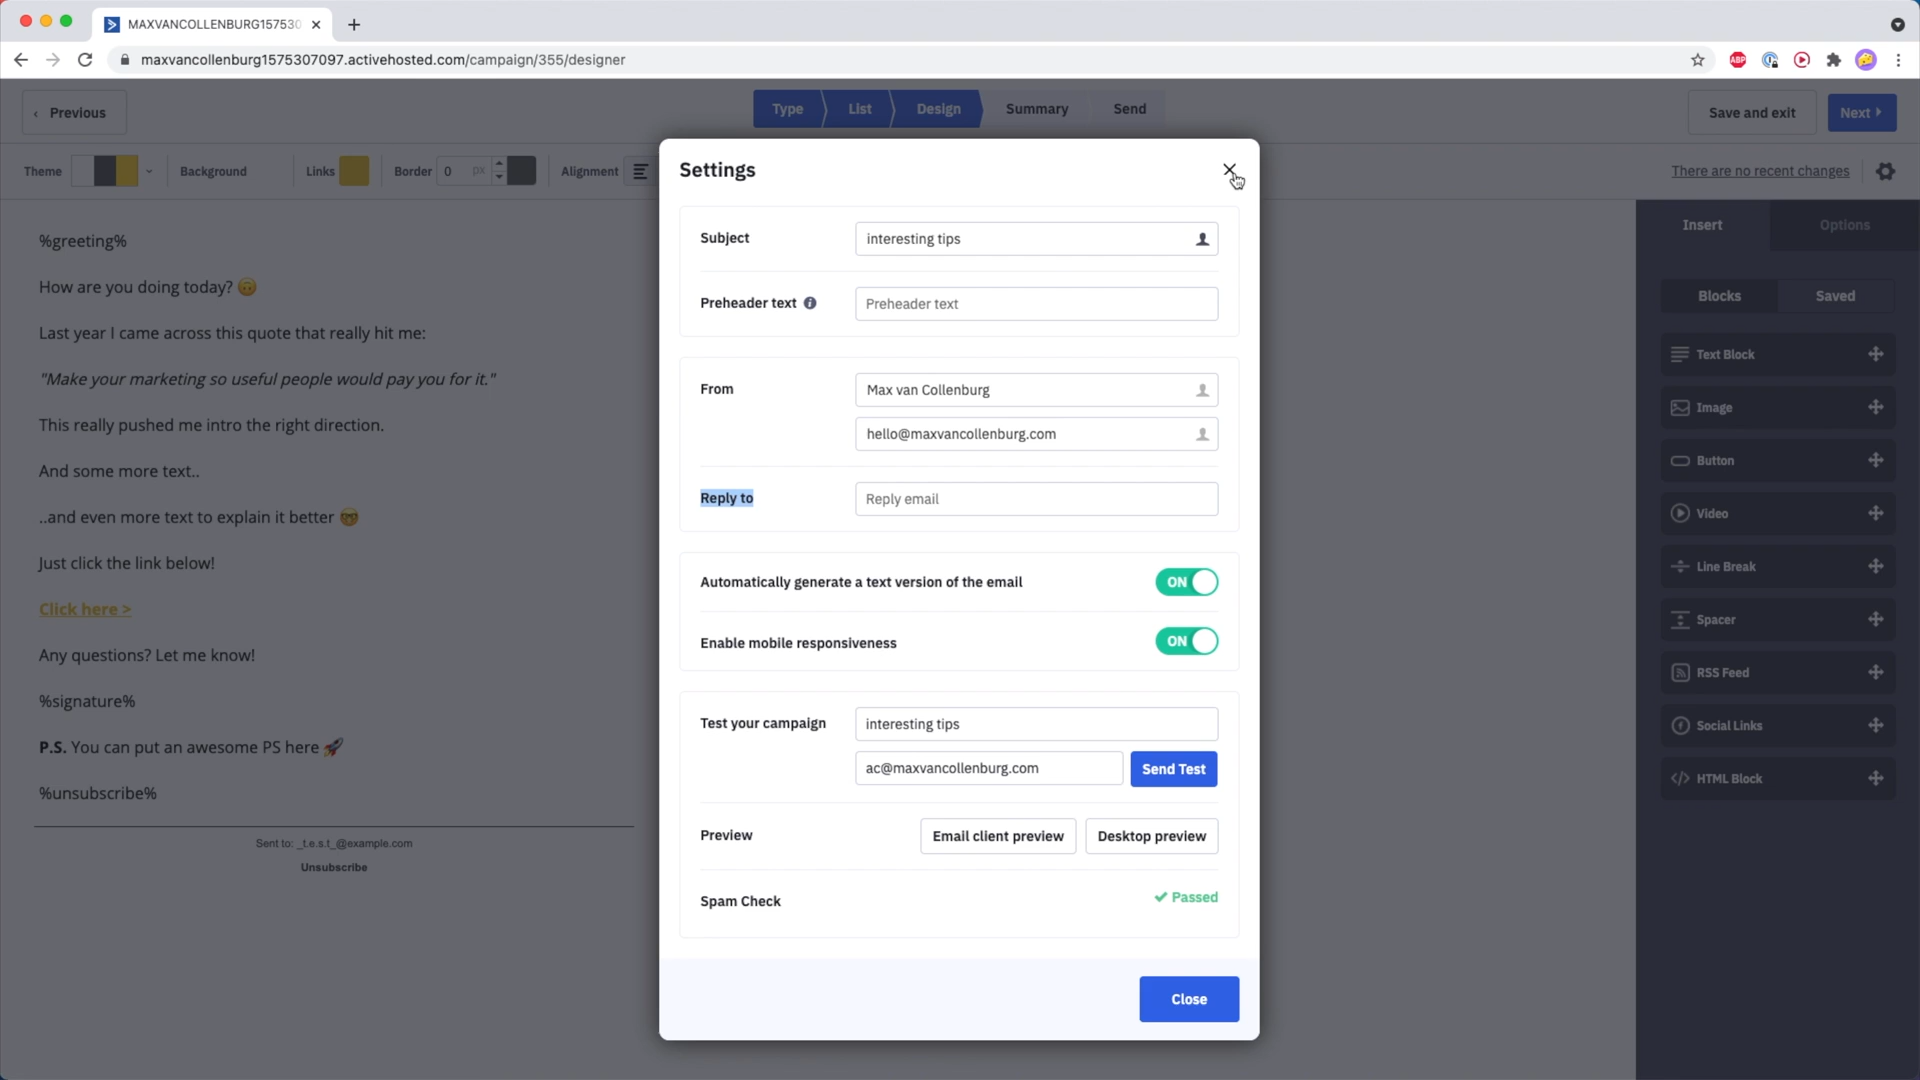 MAXVANCOLLENBURG157530
maxvancollenburg1575307097.activehosted.com/campaign/355/designer
ABP
Previous
Type
List
Design
Summary
Send
Save and exit
Next
Theme
Background
Links
Border
0
px
Alignment
There are no recent changes
Settings
Subject
interesting tips
Preheader text
Preheader text
From
Max van Collenburg
hello@maxvancollenburg.com
Reply to
Reply email
Automatically generate a text version of the email
ON
Enable mobile responsiveness
ON
Test your campaign
interesting tips
ac@maxvancollenburg.com
Send Test
Preview
Email client preview
Desktop preview
Spam Check
Passed
Close
%greeting%
How are you doing today? 🙃
Last year I came across this quote that really hit me:
"Make your marketing so useful people would pay you for it."
This really pushed me intro the right direction.
And some more text..
..and even more text to explain it better 🤓
Just click the link below!
Click here >
Any questions? Let me know!
%signature%
P.S. You can put an awesome PS here 🚀
%unsubscribe%
Sent to: _t.e.s.t_@example.com
Unsubscribe
Insert
Options
Blocks
Saved
Text Block
Image
Button
Video
Line Break
Spacer
RSS Feed
Social Links
HTML Block